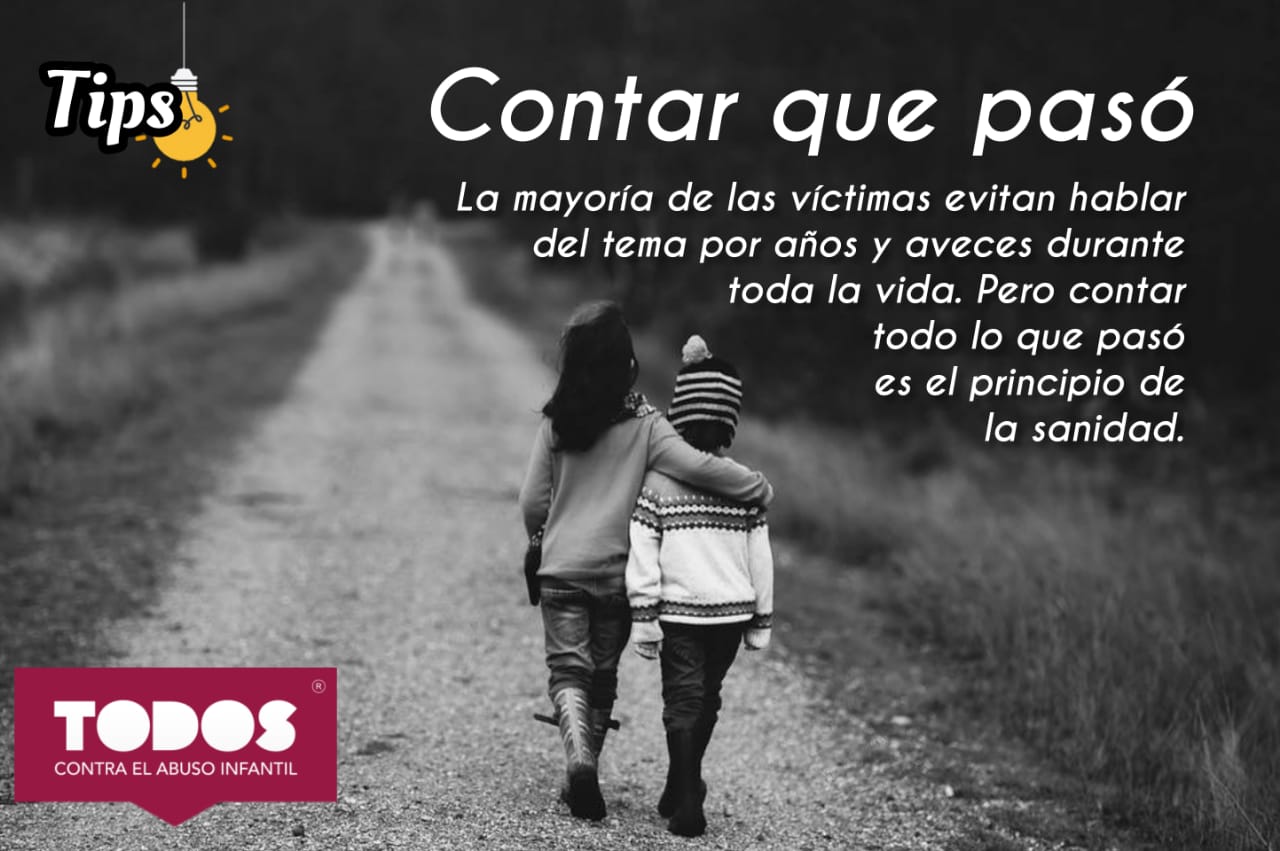 Tips
Contar que pasó
La mayoría de las víctimas evitan hablar
del tema por años y aveces durante
toda la vida. Pero contar
todo lo que pasó
es el principio de
la sanidad.
TODOS ®
CONTRA EL ABUSO INFANTIL